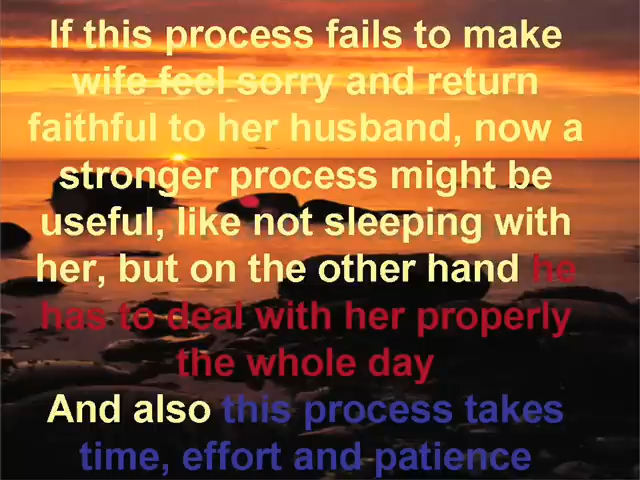 If this process fails to make
wife feel sorry and return
faithful to her husband, now a
stronger process might be
useful, like not sleeping with
her, but on the other hand he
has to deal with her properly
the whole day
And also this process takes
time, effort and patience